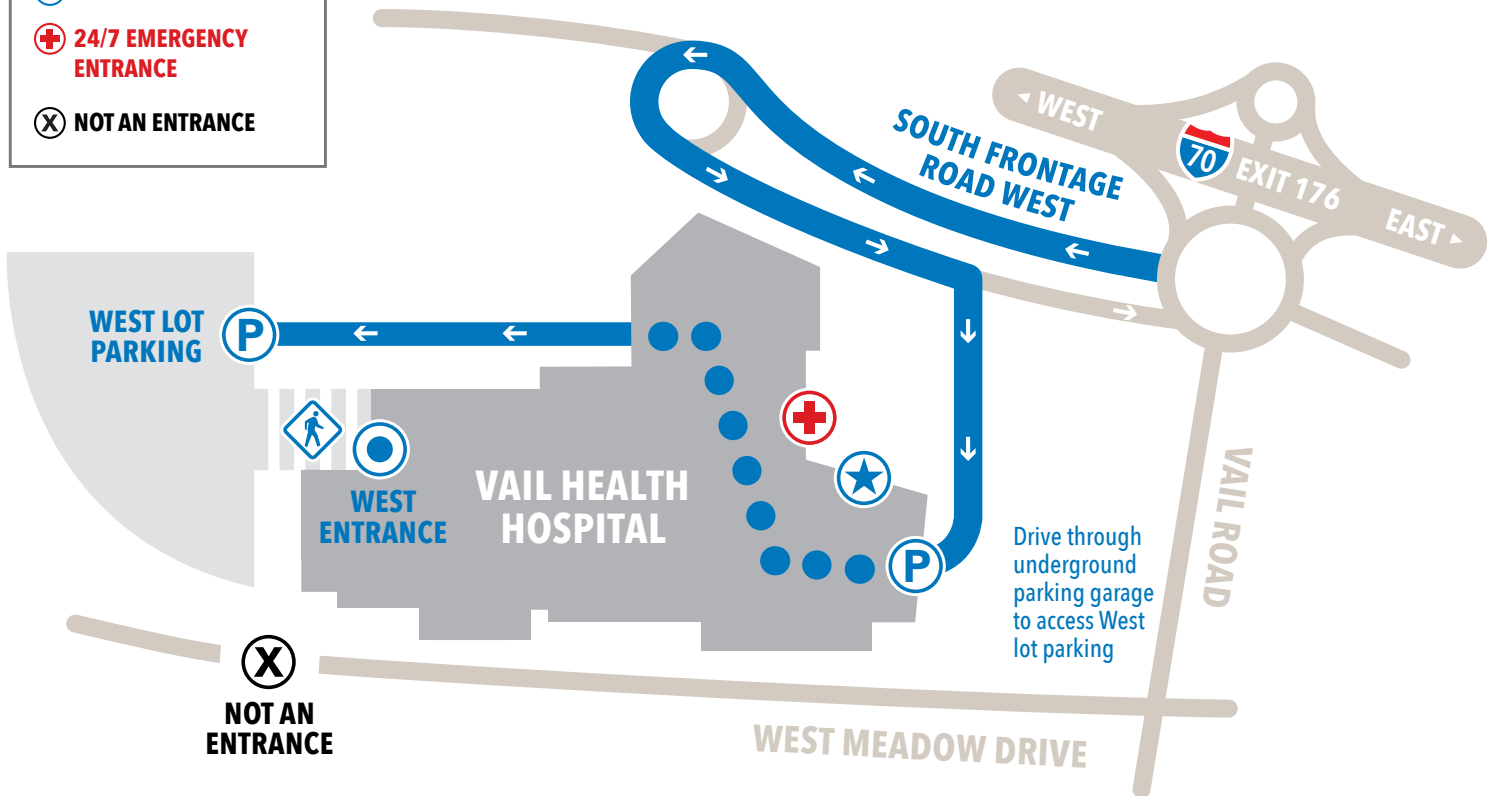 24/7 EMERGENCY
ENTRANCE
X NOT AN ENTRANCE
WEST
70
EXIT 176
EAST
SOUTH FRONTAGE
ROAD WEST
WEST LOT
PARKING
P
VAIL HEALTH
HOSPITAL
WEST
ENTRANCE
P
Drive through
underground
parking garage
to access West
lot parking
VAIL ROAD
X
NOT AN
ENTRANCE
WEST MEADOW DRIVE